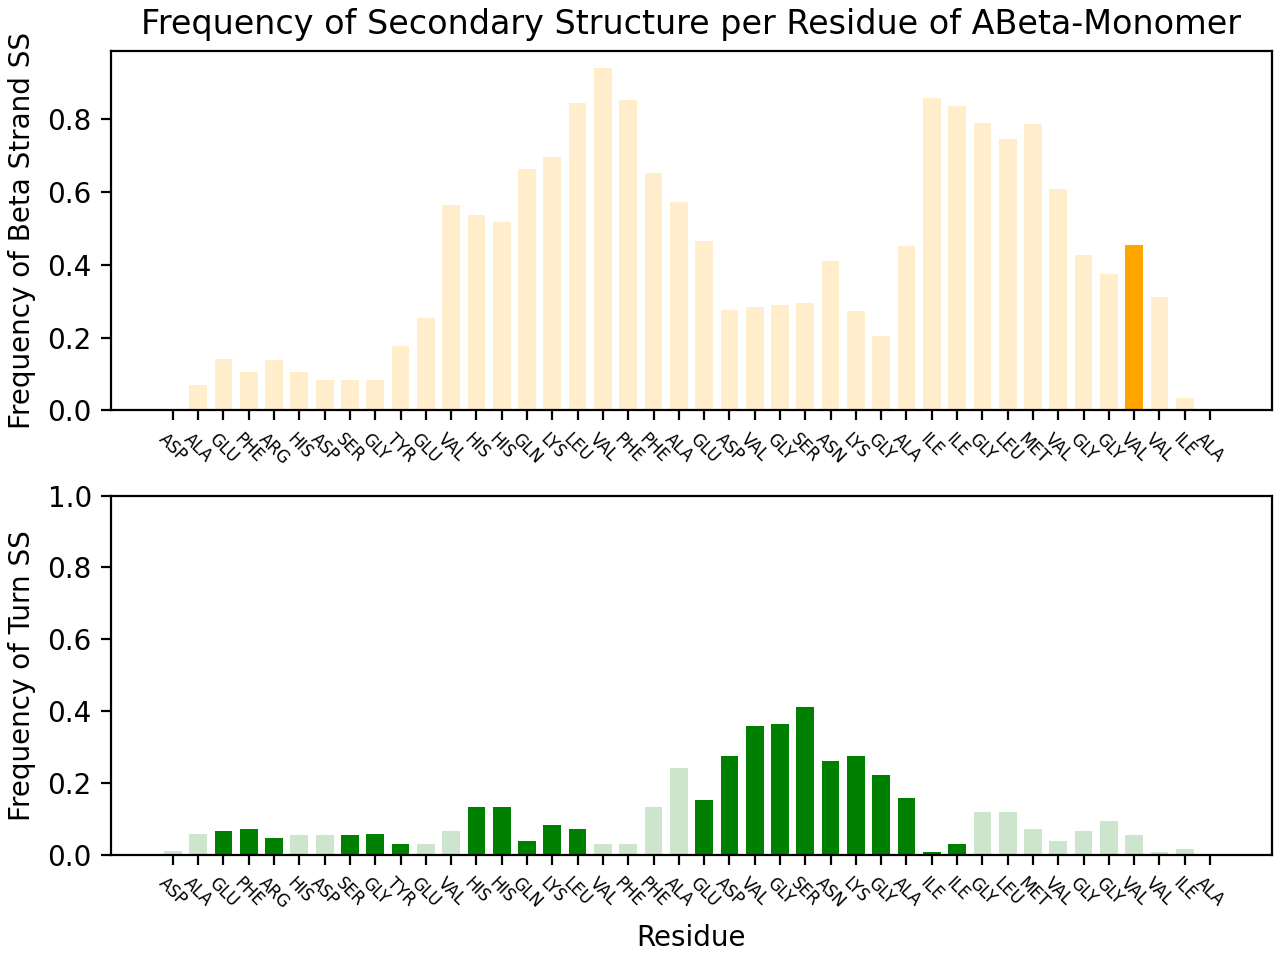 Frequency of Secondary Structure per Residue of ABeta-Monomer
Frequency of Beta Strand SS
0.8
0.6
0.4
0.2
0.0
ASP ALA GLU PHE ARG HIS ASP SER GLY TYR GLU VAL HIS HIS GLN LYS LEU VAL PHE PHE ALA GLU ASP VAL GLY SER ASN LYS GLY ALA ILE ILE GLY LEU MET VAL GLY GLY VAL VAL ILE ALA
Frequency of Turn SS
1.0
0.8
0.6
0.4
0.2
0.0
ASP ALA GLU PHE ARG HIS ASP SER GLY TYR GLU VAL HIS HIS GLN LYS LEU VAL PHE PHE ALA GLU ASP VAL GLY SER ASN LYS GLY ALA ILE ILE GLY LEU MET VAL GLY GLY VAL VAL ILE ALA
Residue